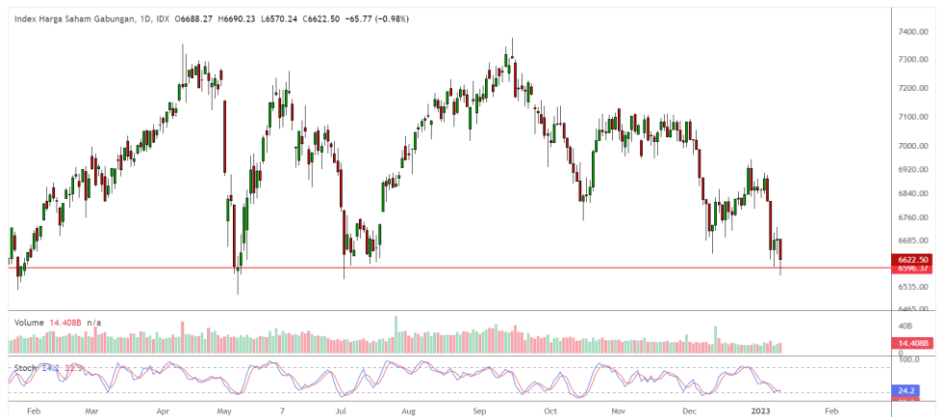 Index Harga Saham Gabungan, 1D, IDX O6688.27 H6690.23 L6570.24 C6622.50 −65.77 (−0.98%)
7400.00
7300.00
7200.00
7100.00
7000.00
6920.00
6840.00
6760.00
6685.00
6622.50
6596.37
6535.00
6465.00
Volume 14.408B n/a
40B
14.408B
0
Stoch 24.2 22.9
100.0
24.2
Feb Mar Apr May 7 Jul Aug Sep Oct Nov Dec 2023 Feb